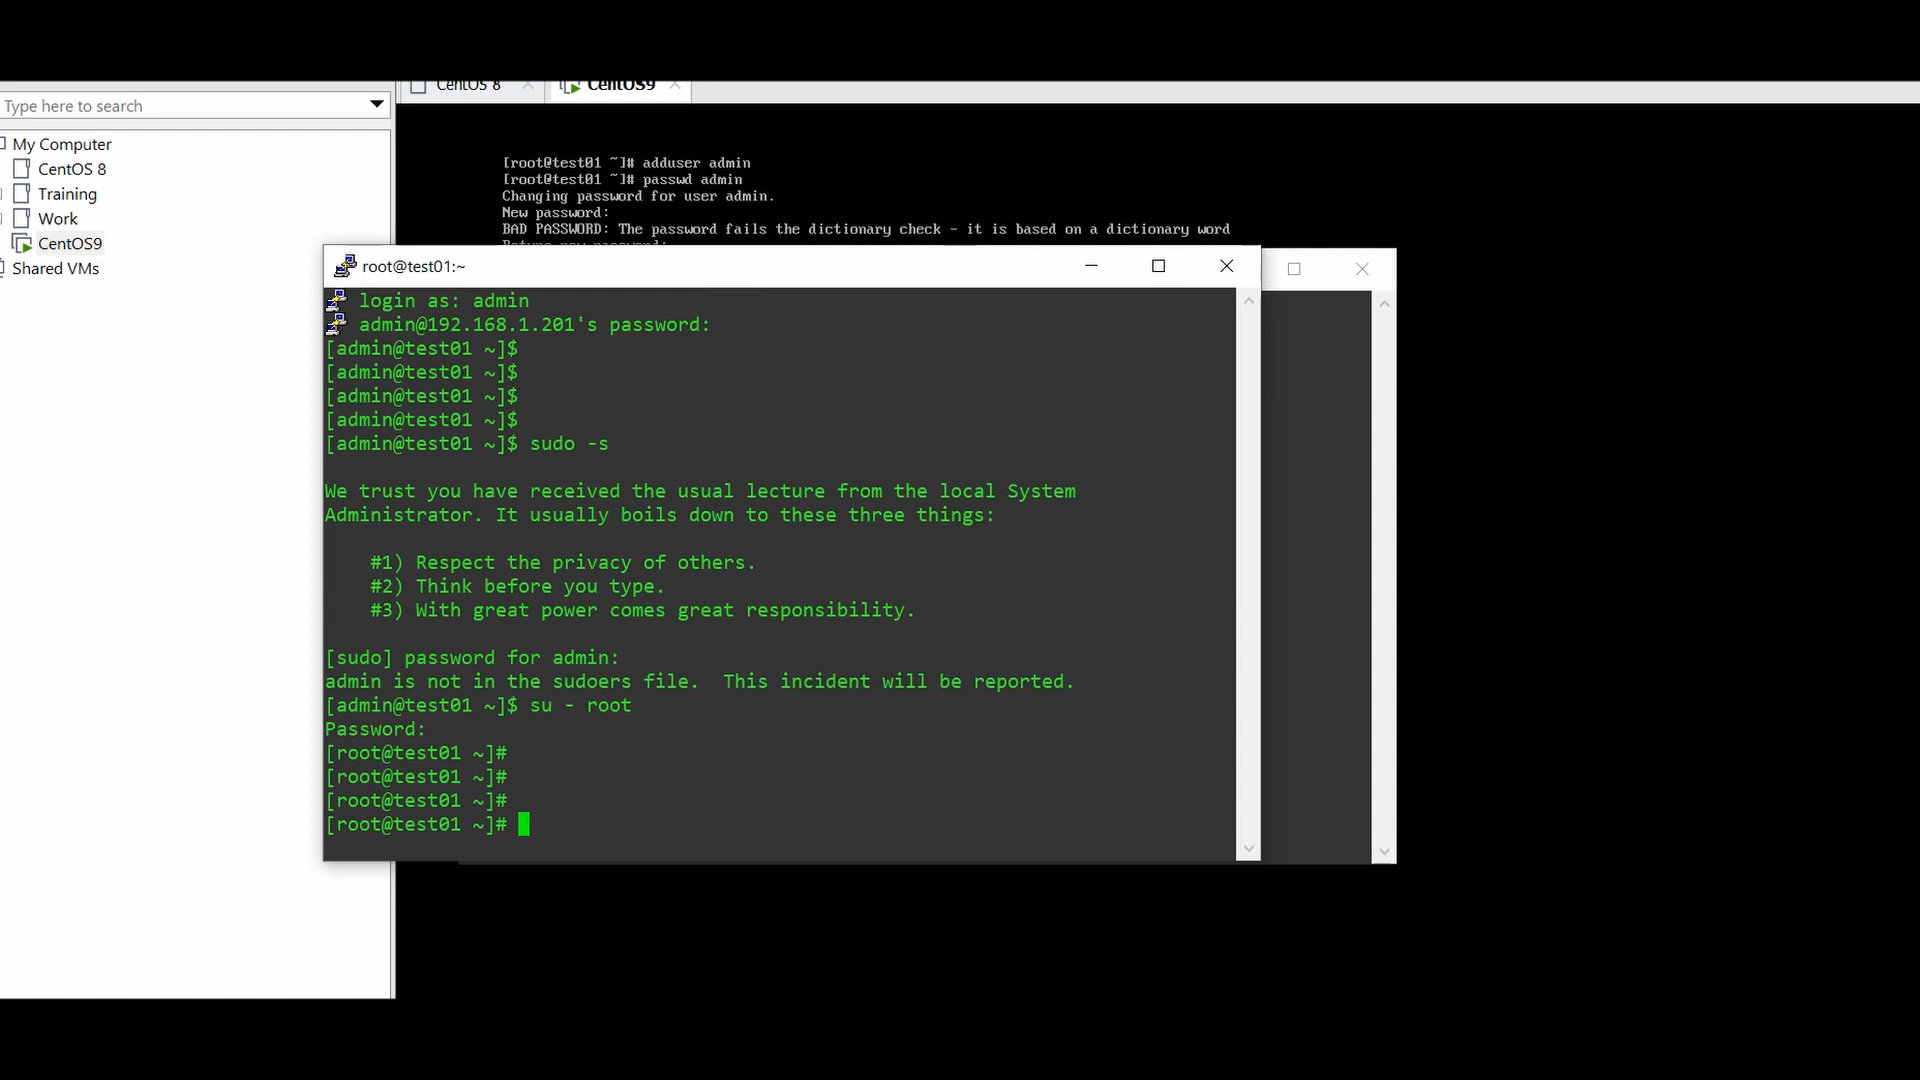 CentOS 8
CentOS9
Type here to search
My Computer
CentOS 8
Training
Work
CentOS9
Shared VMs
[root@test01 ~]# adduser admin
[root@test01 ~]# passwd admin
Changing password for user admin.
New password:
BAD PASSWORD: The password fails the dictionary check - it is based on a dictionary word
Retype new password:
root@test01:~
login as: admin
admin@192.168.1.201's password:
[admin@test01 ~]$
[admin@test01 ~]$
[admin@test01 ~]$
[admin@test01 ~]$
[admin@test01 ~]$ sudo -s
We trust you have received the usual lecture from the local System
Administrator. It usually boils down to these three things:
#1) Respect the privacy of others.
#2) Think before you type.
#3) With great power comes great responsibility.
[sudo] password for admin:
admin is not in the sudoers file.  This incident will be reported.
[admin@test01 ~]$ su - root
Password:
[root@test01 ~]#
[root@test01 ~]#
[root@test01 ~]#
[root@test01 ~]#